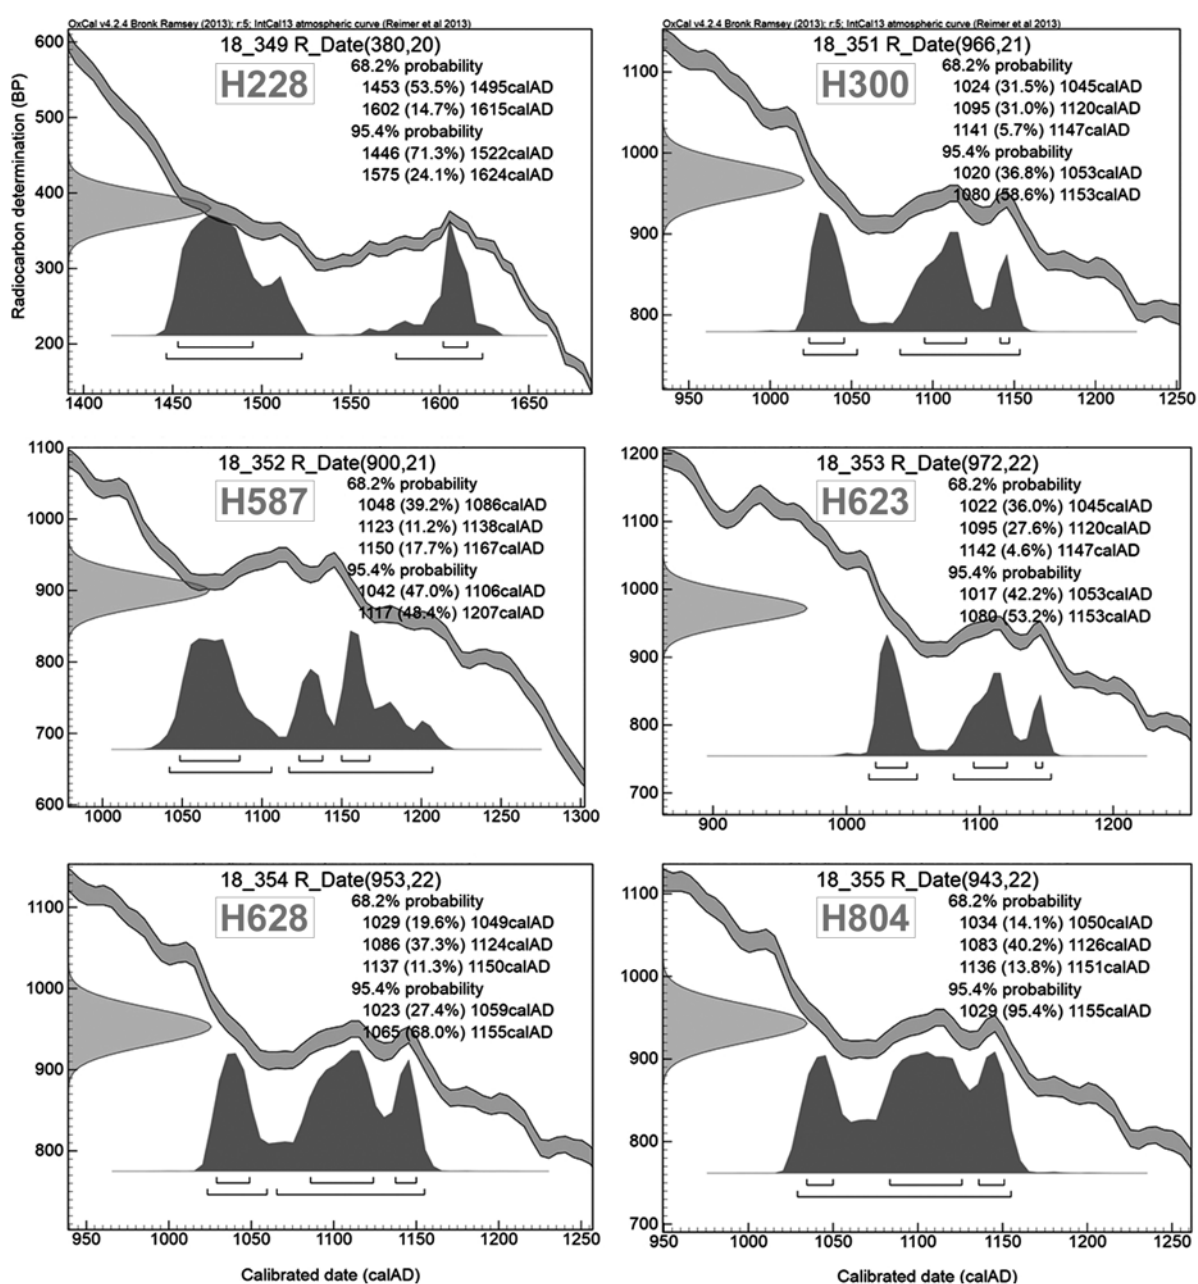 OxCal v4.2.4 Bronk Ramsey (2013); r:5; IntCal13 atmospheric curve (Reimer et al 2013)
18_349 R_Date(380,20)
H228
68.2% probability
1453 (53.5%) 1495calAD
1602 (14.7%) 1615calAD
95.4% probability
1446 (71.3%) 1522calAD
1575 (24.1%) 1624calAD
Radiocarbon determination (BP)
600
500
400
300
200
1400 1450 1500 1550 1600 1650
OxCal v4.2.4 Bronk Ramsey (2013); r:5; IntCal13 atmospheric curve (Reimer et al 2013)
18_351 R_Date(966,21)
H300
68.2% probability
1024 (31.5%) 1045calAD
1095 (31.0%) 1120calAD
1141 (5.7%) 1147calAD
95.4% probability
1020 (36.8%) 1053calAD
1080 (58.6%) 1153calAD
1100
1000
900
800
950 1000 1050 1100 1150 1200 1250
18_352 R_Date(900,21)
H587
68.2% probability
1048 (39.2%) 1086calAD
1123 (11.2%) 1138calAD
1150 (17.7%) 1167calAD
95.4% probability
1042 (47.0%) 1106calAD
1117 (48.4%) 1207calAD
1100
1000
900
800
700
600
1000 1050 1100 1150 1200 1250 1300
18_353 R_Date(972,22)
H623
68.2% probability
1022 (36.0%) 1045calAD
1095 (27.6%) 1120calAD
1142 (4.6%) 1147calAD
95.4% probability
1017 (42.2%) 1053calAD
1080 (53.2%) 1153calAD
1200
1100
1000
900
800
700
900 1000 1100 1200
18_354 R_Date(953,22)
H628
68.2% probability
1029 (19.6%) 1049calAD
1086 (37.3%) 1124calAD
1137 (11.3%) 1150calAD
95.4% probability
1023 (27.4%) 1059calAD
1065 (68.0%) 1155calAD
1100
1000
900
800
950 1000 1050 1100 1150 1200 1250
Calibrated date (calAD)
18_355 R_Date(943,22)
H804
68.2% probability
1034 (14.1%) 1050calAD
1083 (40.2%) 1126calAD
1136 (13.8%) 1151calAD
95.4% probability
1029 (95.4%) 1155calAD
1100
1000
900
800
700
950 1000 1050 1100 1150 1200 1250
Calibrated date (calAD)